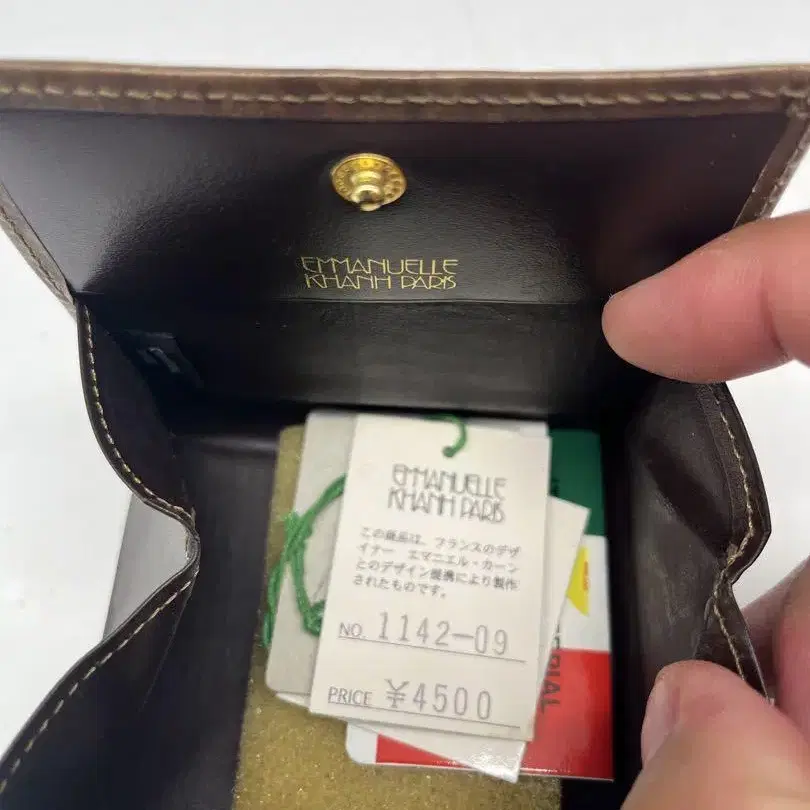 EMMANUELLE
KHANH PARIS
EMMANUELLE
KHANH PARIS
この商品は、フランスのデザ
イナー エマニエル・カーン
とのデザイン提携により製作
されたものです。
NO. 1142-09
PRICE ¥4500